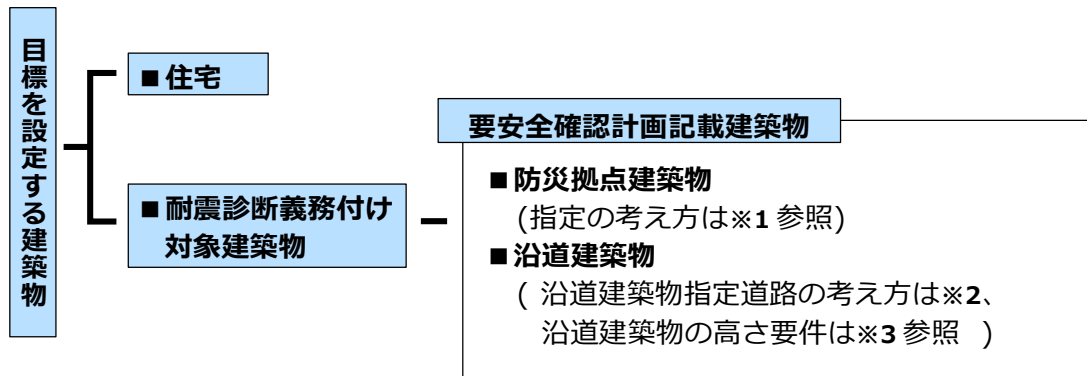 目標を設定する建築物
■住宅
■耐震診断義務付け
対象建築物
要安全確認計画記載建築物
■防災拠点建築物
(指定の考え方は※1 参照)
■沿道建築物
( 沿道建築物指定道路の考え方は※2、
沿道建築物の高さ要件は※3 参照 )